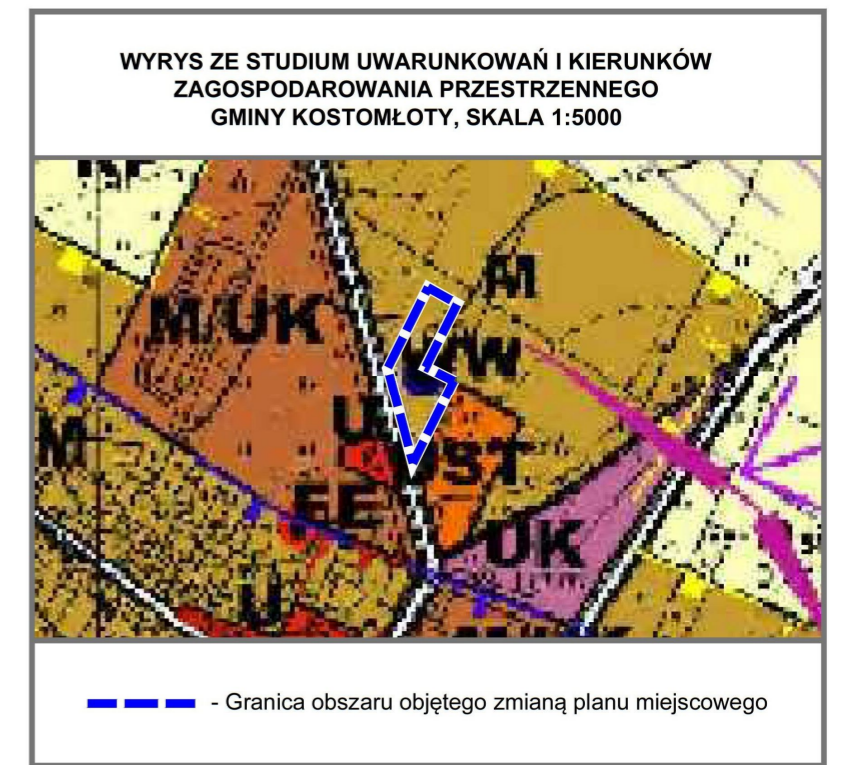 WYRYS ZE STUDIUM UWARUNKOWAŃ I KIERUNKÓW
ZAGOSPODAROWANIA PRZESTRZENNEGO
GMINY KOSTOMŁOTY, SKALA 1:5000
M/UK
M
EE
U
UK
- Granica obszaru objętego zmianą planu miejscowego